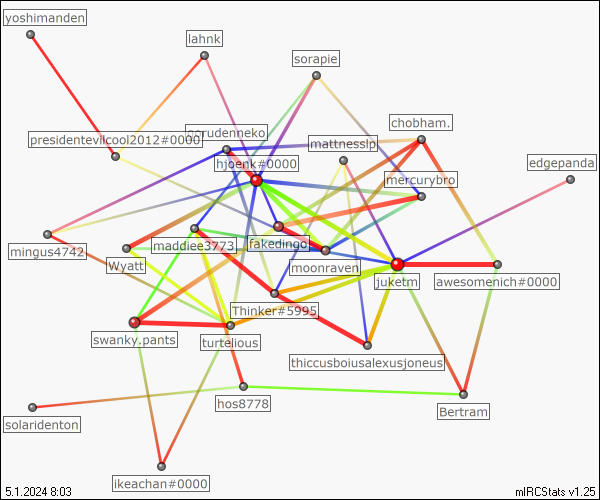 yoshimanden
lahnk
sorapie
chobham.
presidentevilcool2012#0000
mattnesslp
edgepanda
hjoenk#0000
mercurybro
mingus4742
maddiee3773
fakedingo
Wyatt
moonraven
juketm
awesomenich#0000
Thinker#5995
swanky.pants
turtelious
thiccusboiusalexusjoneus
hos8778
Bertram
solaridenton
ikeachan#0000
5.1.2024 8:03
mIRCStats v1.25